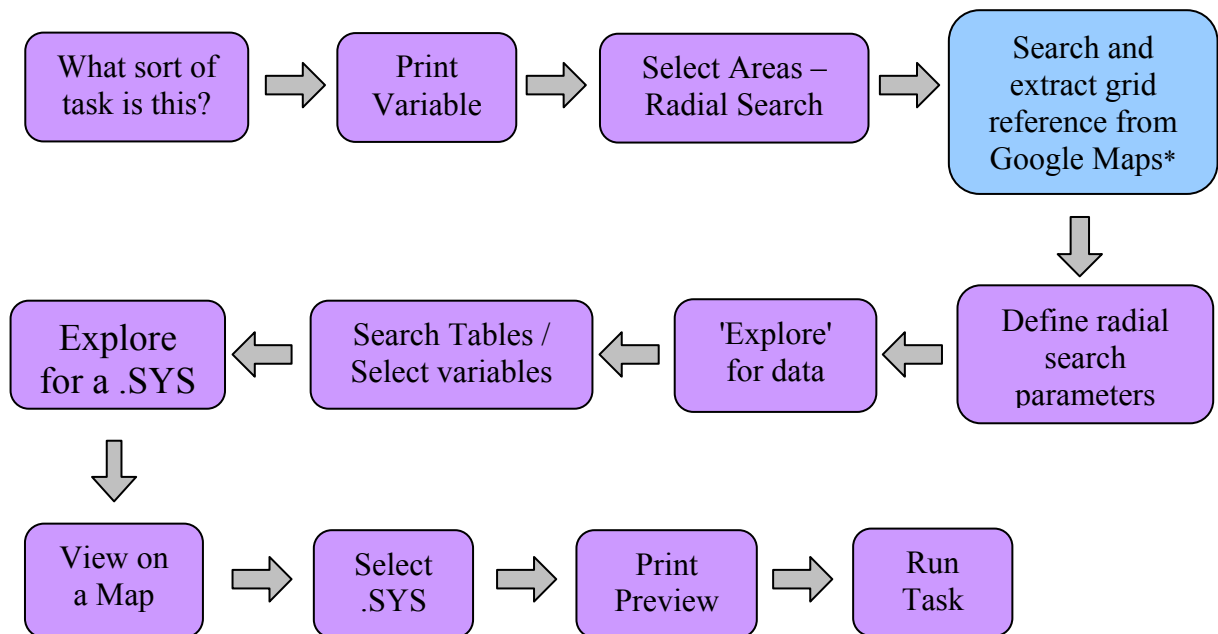 What sort of
task is this?
Print
Variable
Select Areas –
Radial Search
Search and
extract grid
reference from
Google Maps*
Define radial
search
parameters
'Explore'
for data
Search Tables /
Select variables
Explore
for a .SYS
View on
a Map
Select
.SYS
Print
Preview
Run
Task